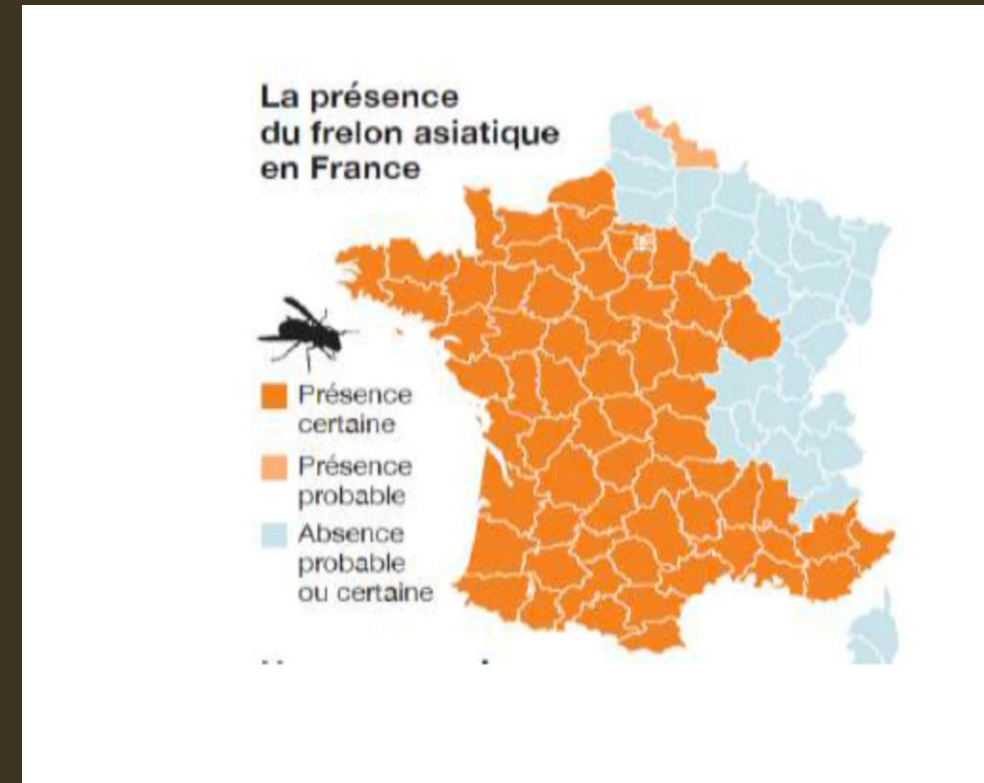 La présence
du frelon asiatique
en France
Présence
certaine
Présence
probable
Absence
probable
ou certaine